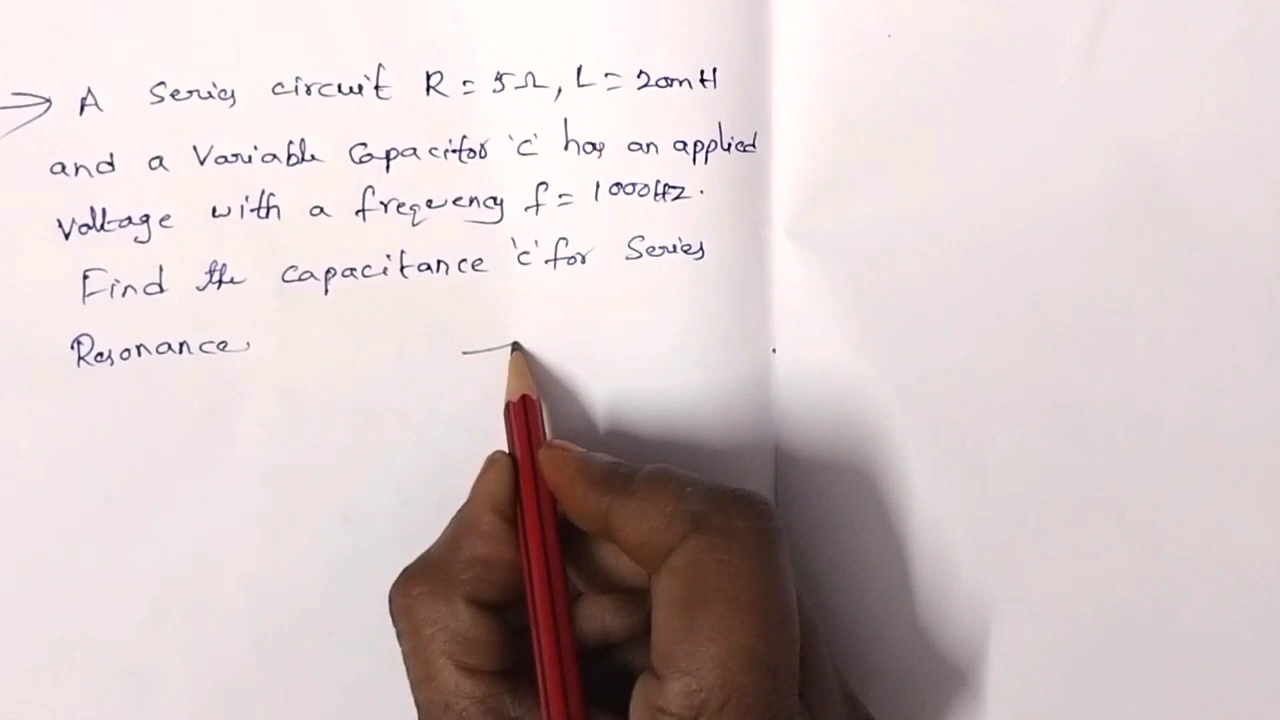 → A Series circuit R = 5Ω, L = 20mH
and a Variable Capacitor 'c' has an applied
Voltage with a frequency f = 1000Hz.
Find the capacitance 'c' for Series
Resonance